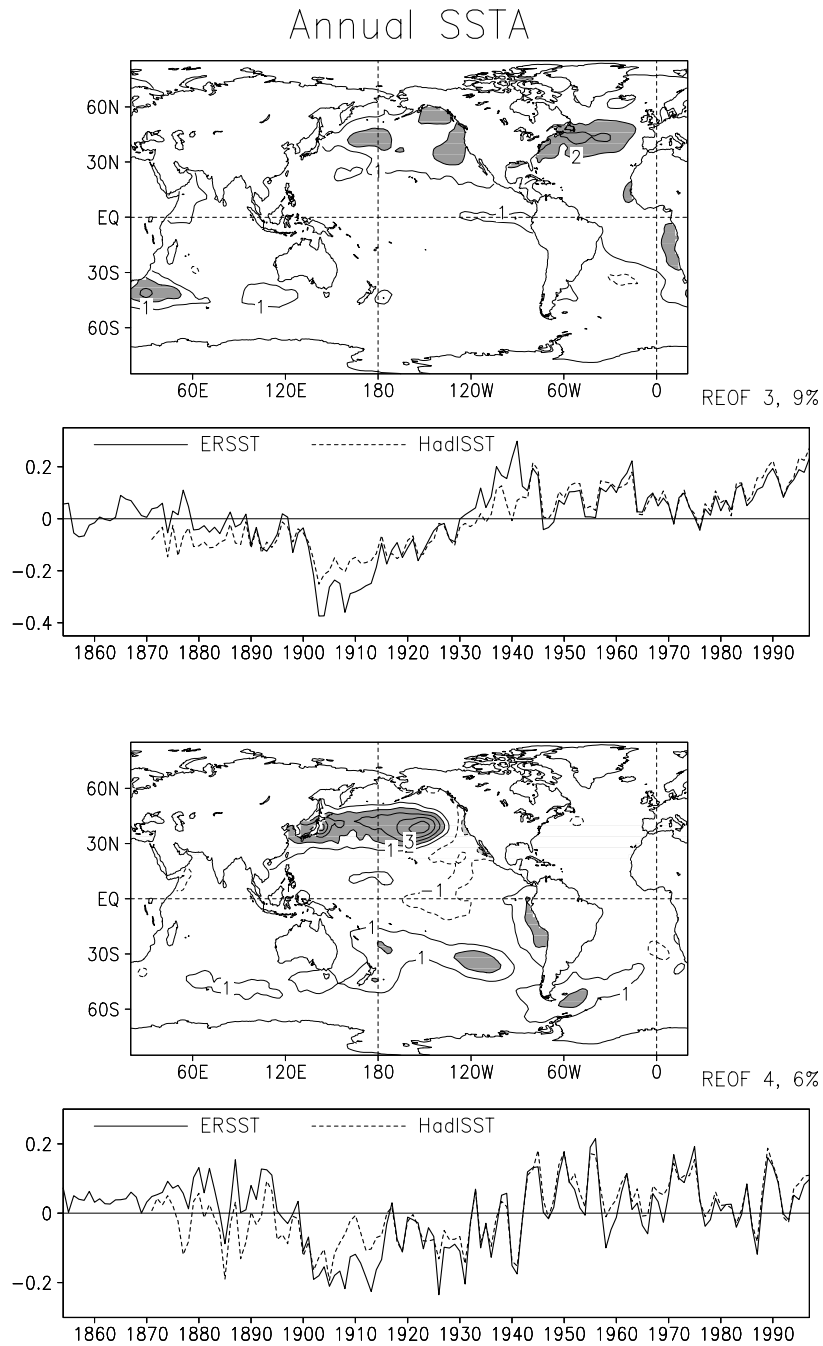 Annual SSTA
60N
30N
EQ
30S
60S
2
1
1
1
60E 120E 180 120W 60W 0
REOF 3, 9%
ERSST HadISST
0.2
0
−0.2
−0.4
1860 1870 1880 1890 1900 1910 1920 1930 1940 1950 1960 1970 1980 1990
60N
30N
EQ
30S
60S
1 3
−1
1
1
1
1
60E 120E 180 120W 60W 0
REOF 4, 6%
ERSST HadISST
0.2
0
−0.2
1860 1870 1880 1890 1900 1910 1920 1930 1940 1950 1960 1970 1980 1990